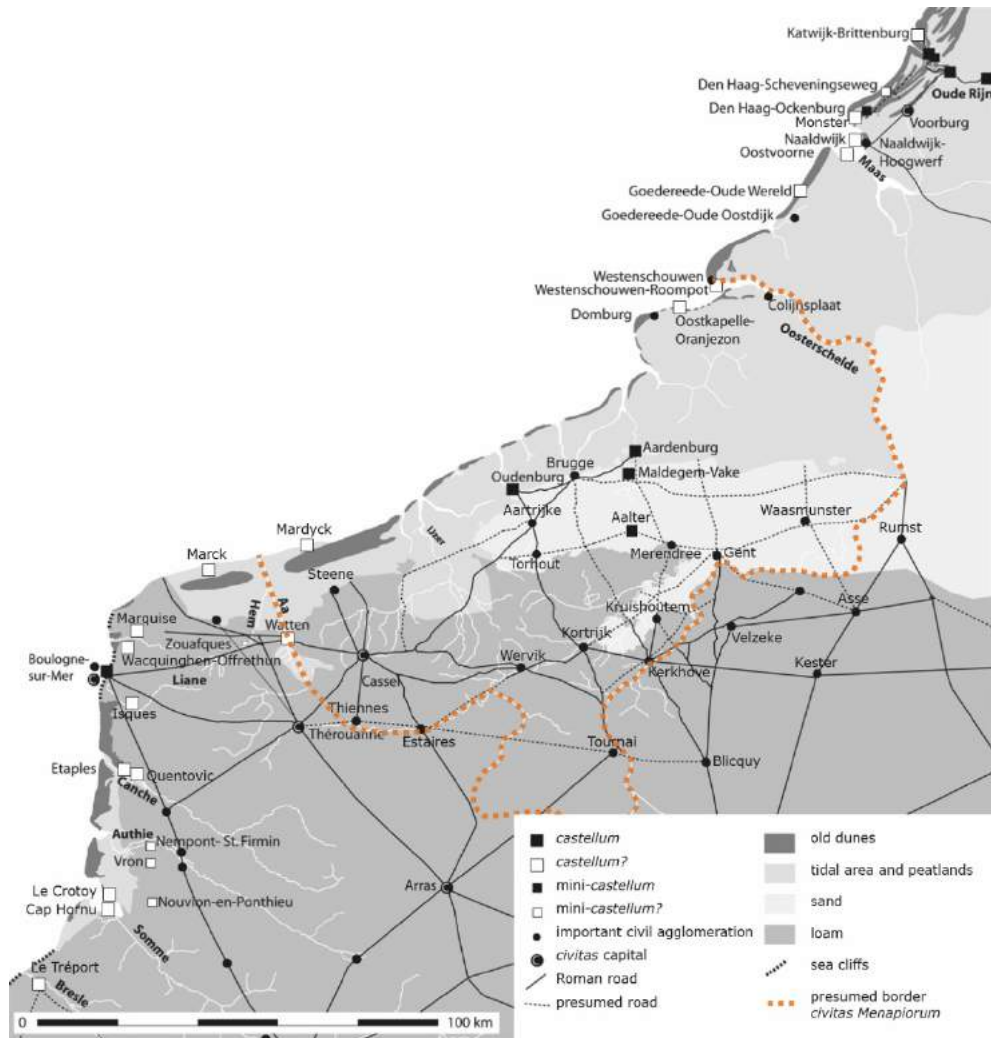 Katwijk-Brittenburg
Den Haag-Scheveningseweg
Oude Rijn
Den Haag-Ockenburg
Monster
Voorburg
Naaldwijk
Naaldwijk-
Hoogwerf
Oostvoorne
Maas
Goedereede-Oude Wereld
Goedereede-Oude Oostdijk
Westenschouwen
Westenschouwen-Roompot
Colijnsplaat
Domburg
Oostkapelle-
Oranjezon
Oosterschelde
Aardenburg
Brugge
Maldegem-Vake
Oudenburg
Aartrijke
Aalter
Waasmunster
IJzer
Rumst
Mardyck
Marck
Torhout
Merendree
Gent
Steene
Aa
Hem
Asse
Kruishoutem
Marquise
Watten
Velzeke
Zouafques
Kortrijk
Wacquinghen-Offrethun
Boulogne-
sur-Mer
Wervik
Kerkhove
Kester
Liane
Cassel
Isques
Thiennes
Thérouanne
Estaires
Tournai
Blicquy
Etaples
Quentovic
Canche
Authie
Nempont- St. Firmin
Vron
Arras
Le Crotoy
Cap Hornu
Nouvion-en-Ponthieu
Somme
Le Tréport
Bresle
0 100 km
castellum
castellum?
mini-castellum
mini-castellum?
important civil agglomeration
civitas capital
Roman road
presumed road
old dunes
tidal area and peatlands
sand
loam
sea cliffs
presumed border
civitas Menapiorum